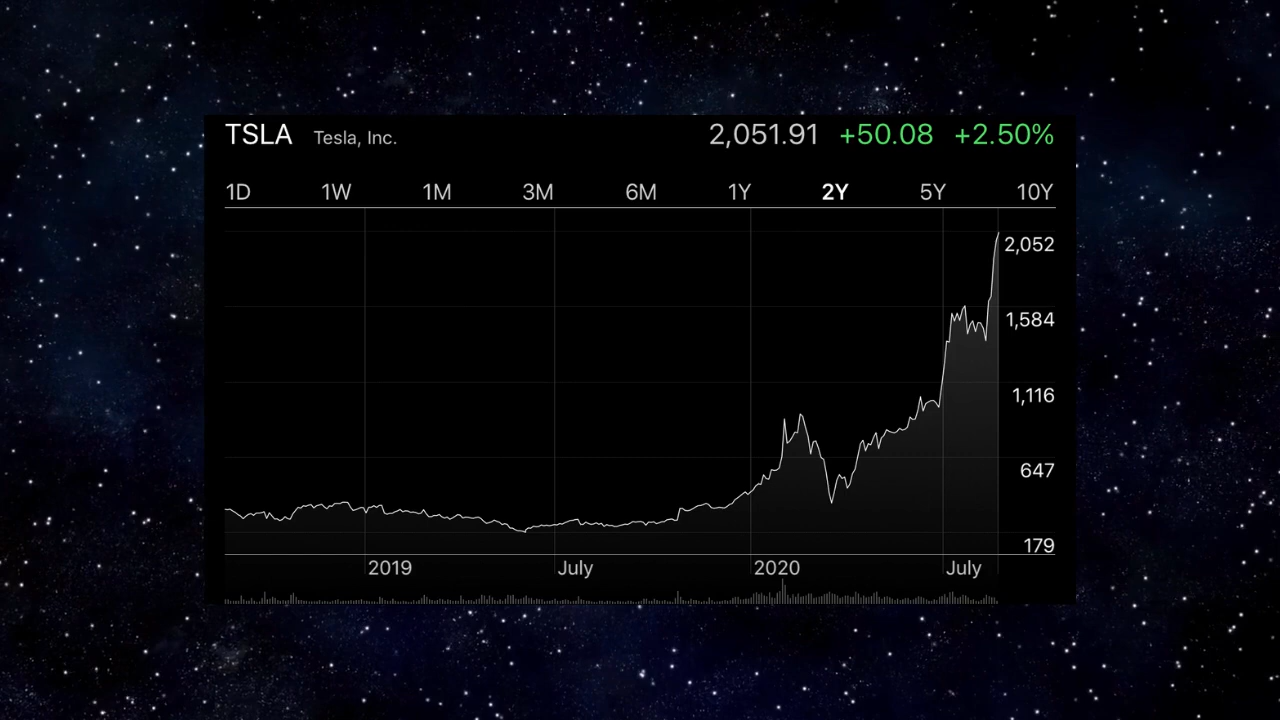 TSLA Tesla, Inc. 2,051.91 +50.08 +2.50%
1D 1W 1M 3M 6M 1Y 2Y 5Y 10Y
2,052
1,584
1,116
647
179
2019 July 2020 July